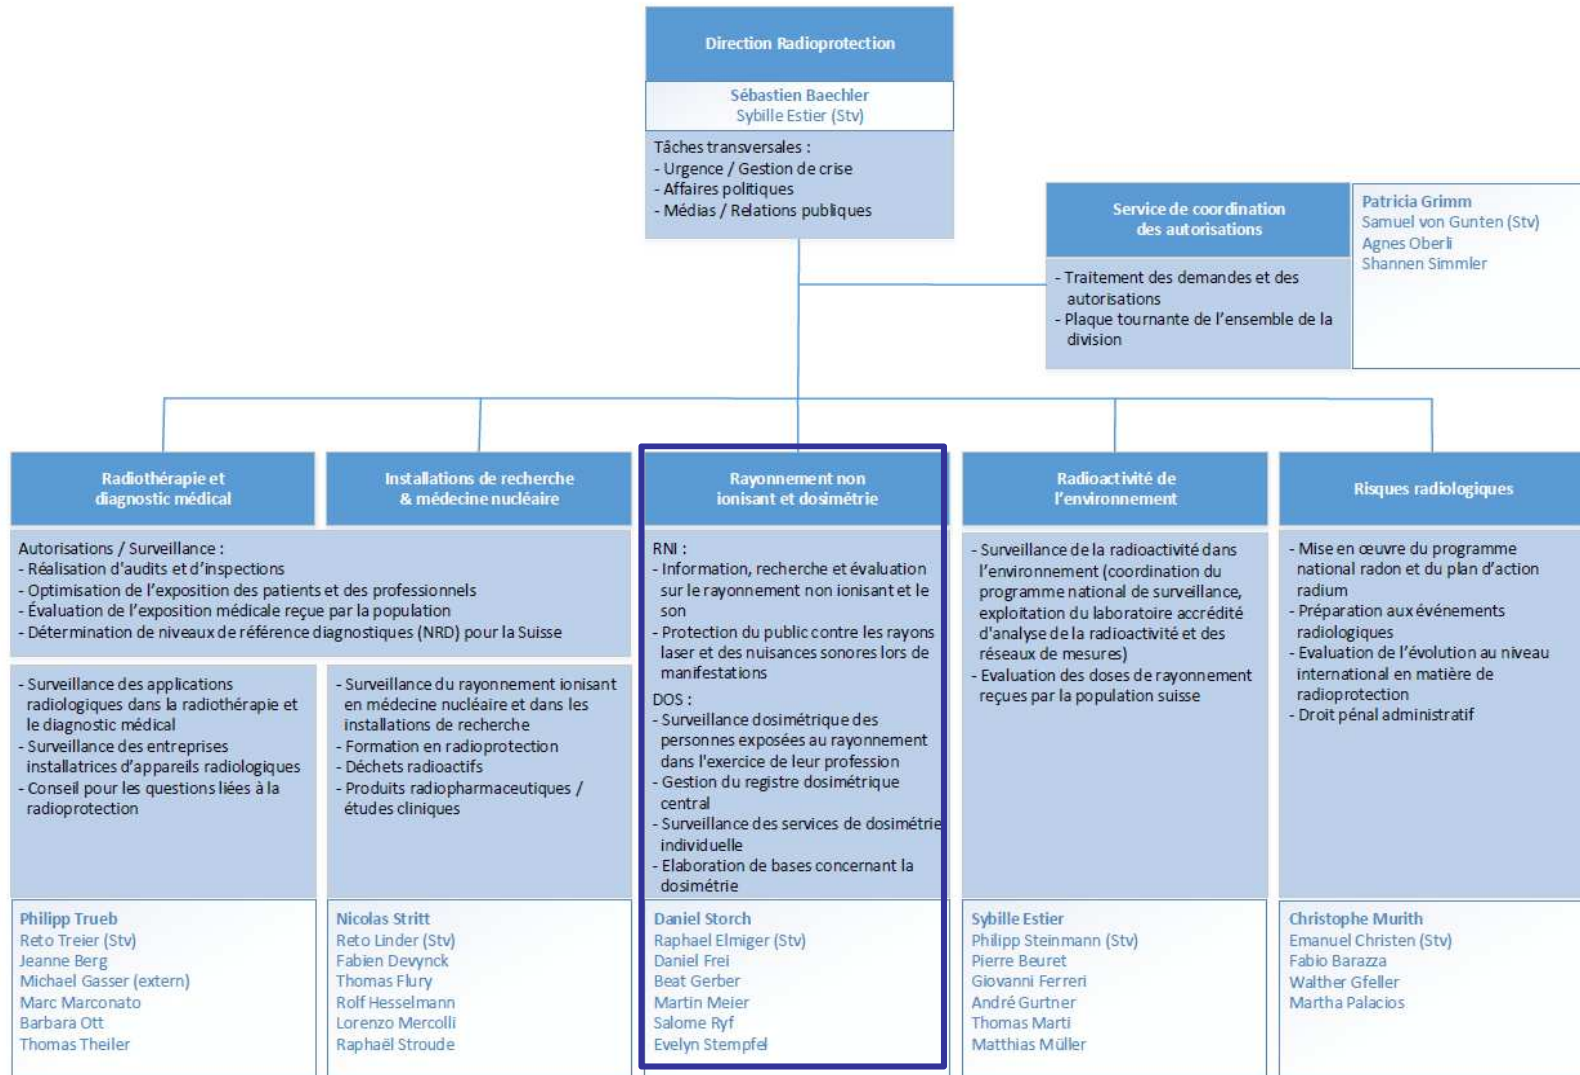 Direction Radioprotection
Sébastien Baechler
Sybille Estier (Stv)
Tâches transversales :
- Urgence / Gestion de crise
- Affaires politiques
- Médias / Relations publiques
Service de coordination
des autorisations
- Traitement des demandes et des
autorisations
- Plaque tournante de l'ensemble de la
division
Patricia Grimm
Samuel von Gunten (Stv)
Agnes Oberli
Shannen Simmler
Radiothérapie et
diagnostic médical
Installations de recherche
& médecine nucléaire
Autorisations / Surveillance :
- Réalisation d'audits et d'inspections
- Optimisation de l'exposition des patients et des professionnels
- Évaluation de l'exposition médicale reçue par la population
- Détermination de niveaux de référence diagnostiques (NRD) pour la Suisse
- Surveillance des applications
radiologiques dans la radiothérapie et
le diagnostic médical
- Surveillance des entreprises
installatrices d'appareils radiologiques
- Conseil pour les questions liées à la
radioprotection
Philipp Trueb
Reto Treier (Stv)
Jeanne Berg
Michael Gasser (extern)
Marc Marconato
Barbara Ott
Thomas Theiler
- Surveillance du rayonnement ionisant
en médecine nucléaire et dans les
installations de recherche
- Formation en radioprotection
- Déchets radioactifs
- Produits radiopharmaceutiques /
études cliniques
Nicolas Stritt
Reto Linder (Stv)
Fabien Devynck
Thomas Flury
Rolf Hesselmann
Lorenzo Mercolli
Raphaël Stroude
Rayonnement non
ionisant et dosimétrie
RNI :
- Information, recherche et évaluation
sur le rayonnement non ionisant et le
son
- Protection du public contre les rayons
laser et des nuisances sonores lors de
manifestations
DOS :
- Surveillance dosimétrique des
personnes exposées au rayonnement
dans l'exercice de leur profession
- Gestion du registre dosimétrique
central
- Surveillance des services de dosimétrie
individuelle
- Elaboration de bases concernant la
dosimétrie
Daniel Storch
Raphael Elmiger (Stv)
Daniel Frei
Beat Gerber
Martin Meier
Salome Ryf
Evelyn Stempfel
Radioactivité de
l'environnement
- Surveillance de la radioactivité dans
l'environnement (coordination du
programme national de surveillance,
exploitation du laboratoire accrédité
d'analyse de la radioactivité et des
réseaux de mesures)
- Evaluation des doses de rayonnement
reçues par la population suisse
Sybille Estier
Philipp Steinmann (Stv)
Pierre Beuret
Giovanni Ferreri
André Gurtner
Thomas Marti
Matthias Müller
Risques radiologiques
- Mise en œuvre du programme
national radon et du plan d'action
radium
- Préparation aux événements
radiologiques
- Evaluation de l'évolution au niveau
international en matière de
radioprotection
- Droit pénal administratif
Christophe Murith
Emanuel Christen (Stv)
Fabio Barazza
Walther Gfeller
Martha Palacios